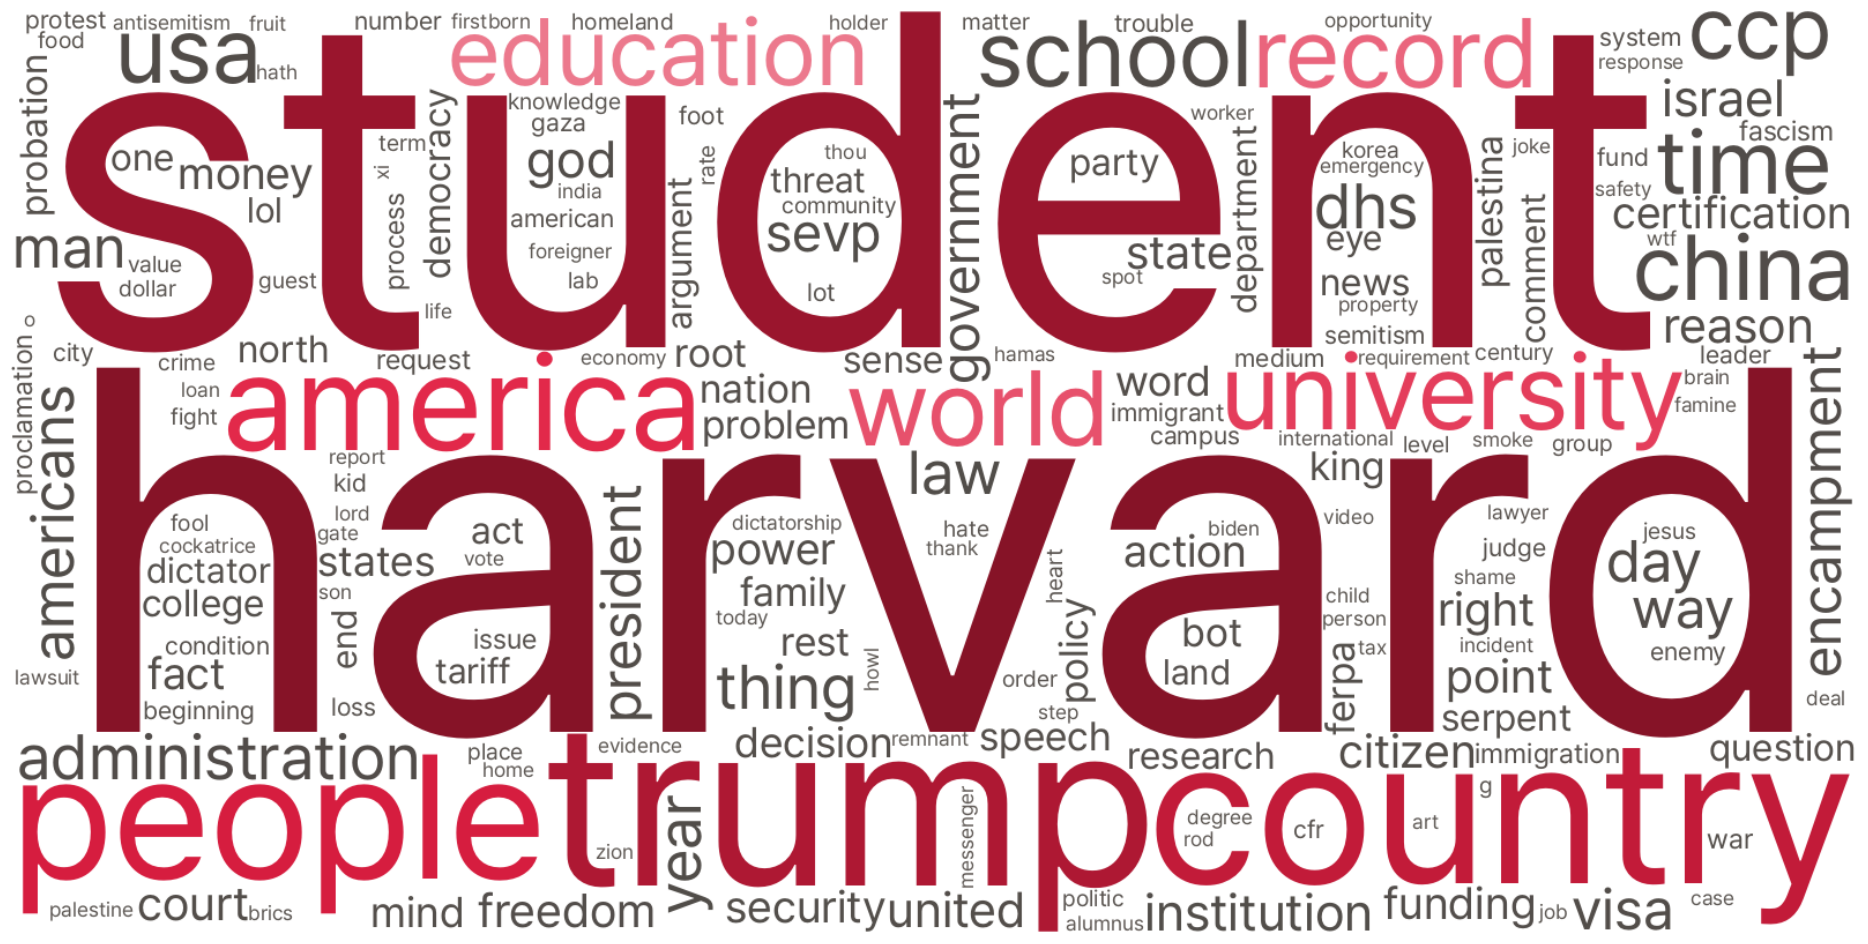 protest antisemitism fruit number firstborn homeland holder matter trouble opportunity
food usa hath education school record system response ccp
probation student israel
fascism
one money lol term xi democracy process knowledge gaza god india american foreigner lab foot rate argument thou threat community sevp lot government party worker state spot department korea emergency dhs eye news property semitism palestina joke comment fund safety time certification wtf china
man value dollar guest life
reason
proclamation o city crime north request economy root sense hamas medium requirement century leader
loan fight america nation problem world word immigrant campus university international level smoke group brain famine
americans harvard encampment
report kid lord gate law king
fool cockatrice dictator college condition fact beginning states son end loss act vote issue tariff president dictatorship power family today rest thing howl hate thank heart order policy step biden action bot land video child person tax ferpa lawyer judge shame right incident point serpent jesus day way enemy
lawsuit deal
administration place home evidence decision remnant speech research citizen immigration question
people trump country
zion year messenger degree rod cfr art g war
palestine court brics mind freedom security united politic alumnus institution funding job visa case